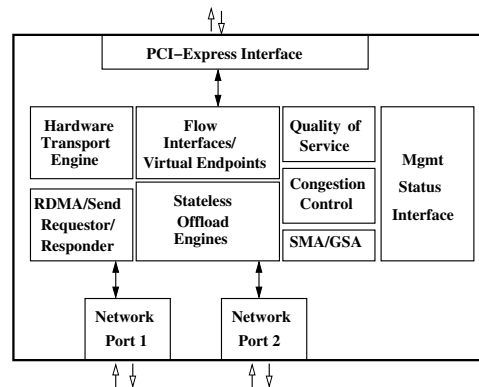 PCI-Express Interface
Hardware
Transport
Engine
Flow
Interfaces/
Virtual Endpoints
Quality of
Service
Mgmt
Status
Interface
RDMA/Send
Requestor/
Responder
Stateless
Offload
Engines
Congestion
Control
SMA/GSA
Network
Port 1
Network
Port 2